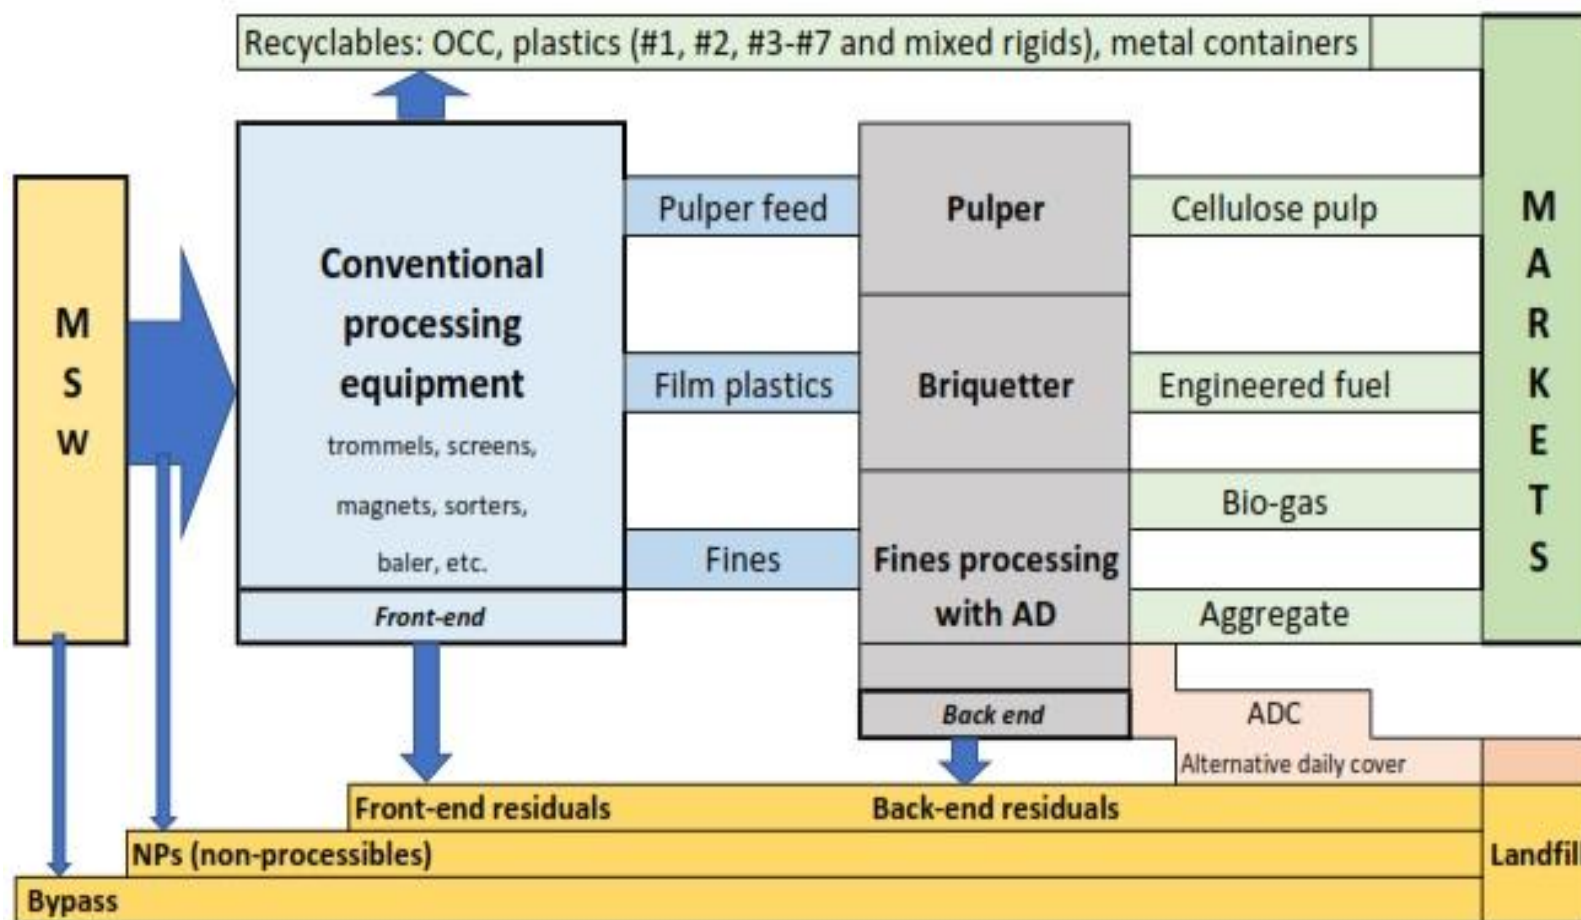 Recyclables: OCC, plastics (#1, #2, #3-#7 and mixed rigids), metal containers
M
S
W
Conventional
processing
equipment
trommels, screens,
magnets, sorters,
baler, etc.
Front-end
Pulper feed
Film plastics
Fines
Pulper
Briquetter
Fines processing
with AD
Back end
Cellulose pulp
Engineered fuel
Bio-gas
Aggregate
M
A
R
K
E
T
S
ADC
Alternative daily cover
Front-end residuals
Back-end residuals
NPs (non-processibles)
Bypass
Landfill